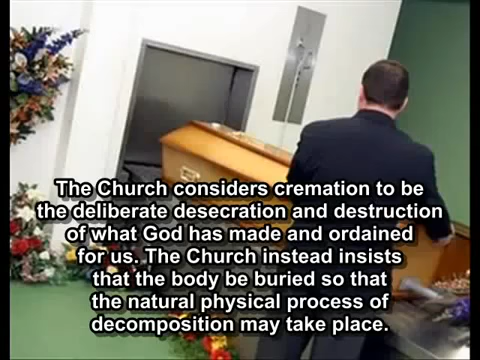 The Church considers cremation to be
the deliberate desecration and destruction
of what God has made and ordained
for us. The Church instead insists
that the body be buried so that
the natural physical process of
decomposition may take place.